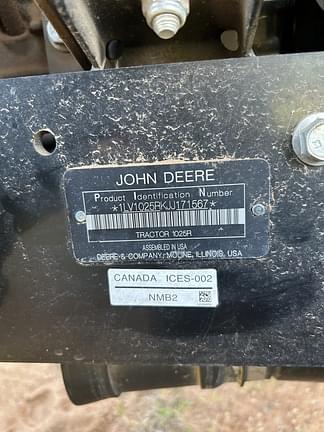 JOHN DEERE
Product Identification Number
*1LV1025RKJJ171567*
TRACTOR 1025R
ASSEMBLED IN USA
DEERE & COMPANY, MOLINE, ILLINOIS, USA
CANADA ICES-002
NMB2